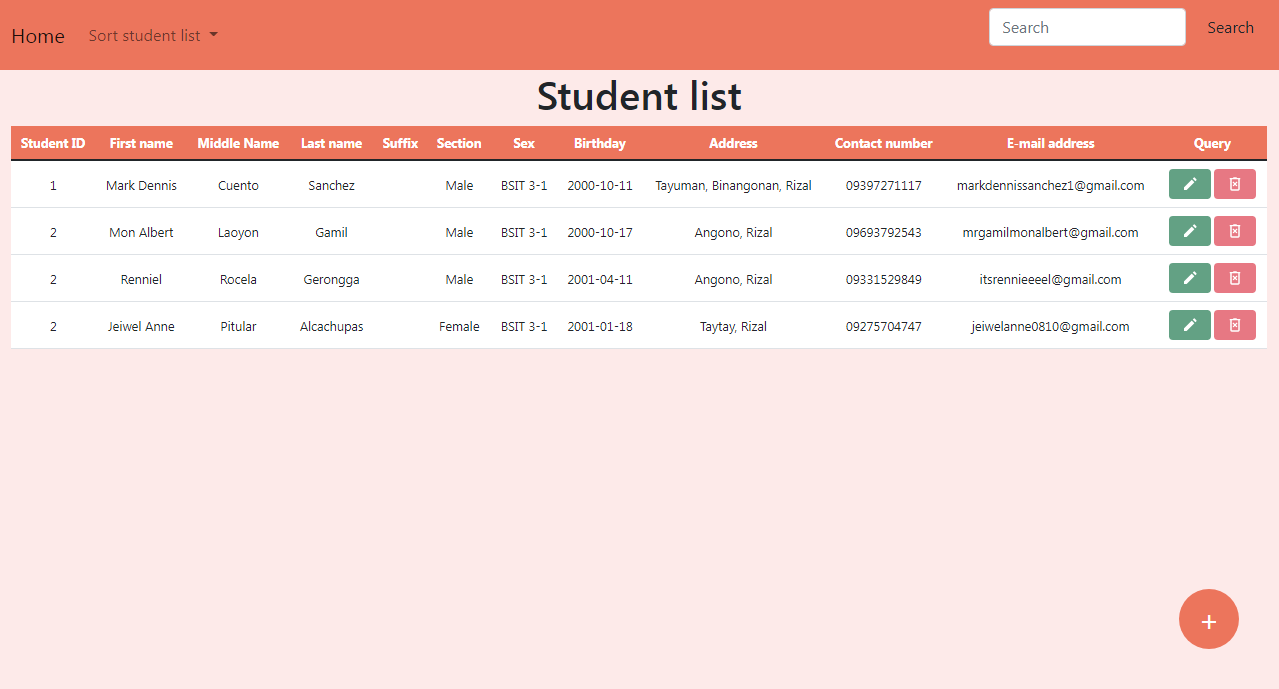 Home Sort student list Search Search
Student list
Student ID First name Middle Name Last name Suffix Section Sex Birthday Address Contact number E-mail address Query
1 Mark Dennis Cuento Sanchez Male BSIT 3-1 2000-10-11 Tayuman, Binangonan, Rizal 09397271117 markdennissanchez1@gmail.com
2 Mon Albert Laoyon Gamil Male BSIT 3-1 2000-10-17 Angono, Rizal 09693792543 mrgamilmonalbert@gmail.com
2 Renniel Rocela Gerongga Male BSIT 3-1 2001-04-11 Angono, Rizal 09331529849 itsrennieeeel@gmail.com
2 Jeiwel Anne Pitular Alcachupas Female BSIT 3-1 2001-01-18 Taytay, Rizal 09275704747 jeiwelanne0810@gmail.com
+